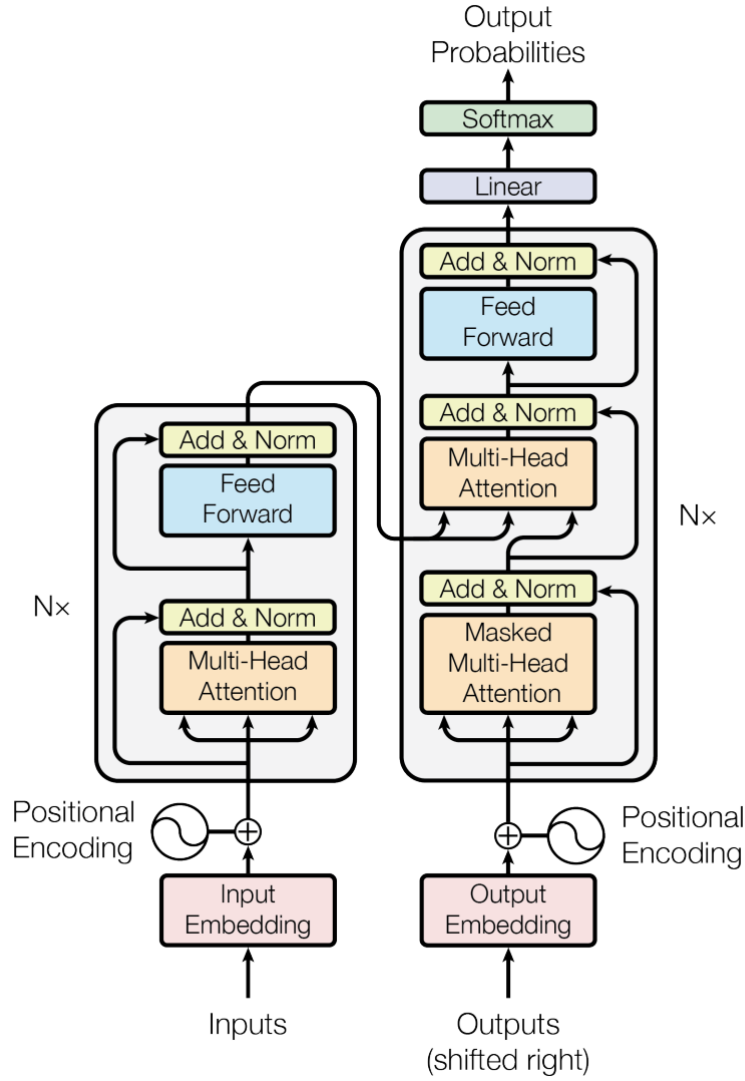 Output
Probabilities
Softmax
Linear
Add & Norm
Feed
Forward
Add & Norm
Multi-Head
Attention
Add & Norm
Masked
Multi-Head
Attention
N×
Add & Norm
Feed
Forward
Add & Norm
Multi-Head
Attention
N×
Positional
Encoding
Positional
Encoding
Input
Embedding
Output
Embedding
Inputs
Outputs
(shifted right)